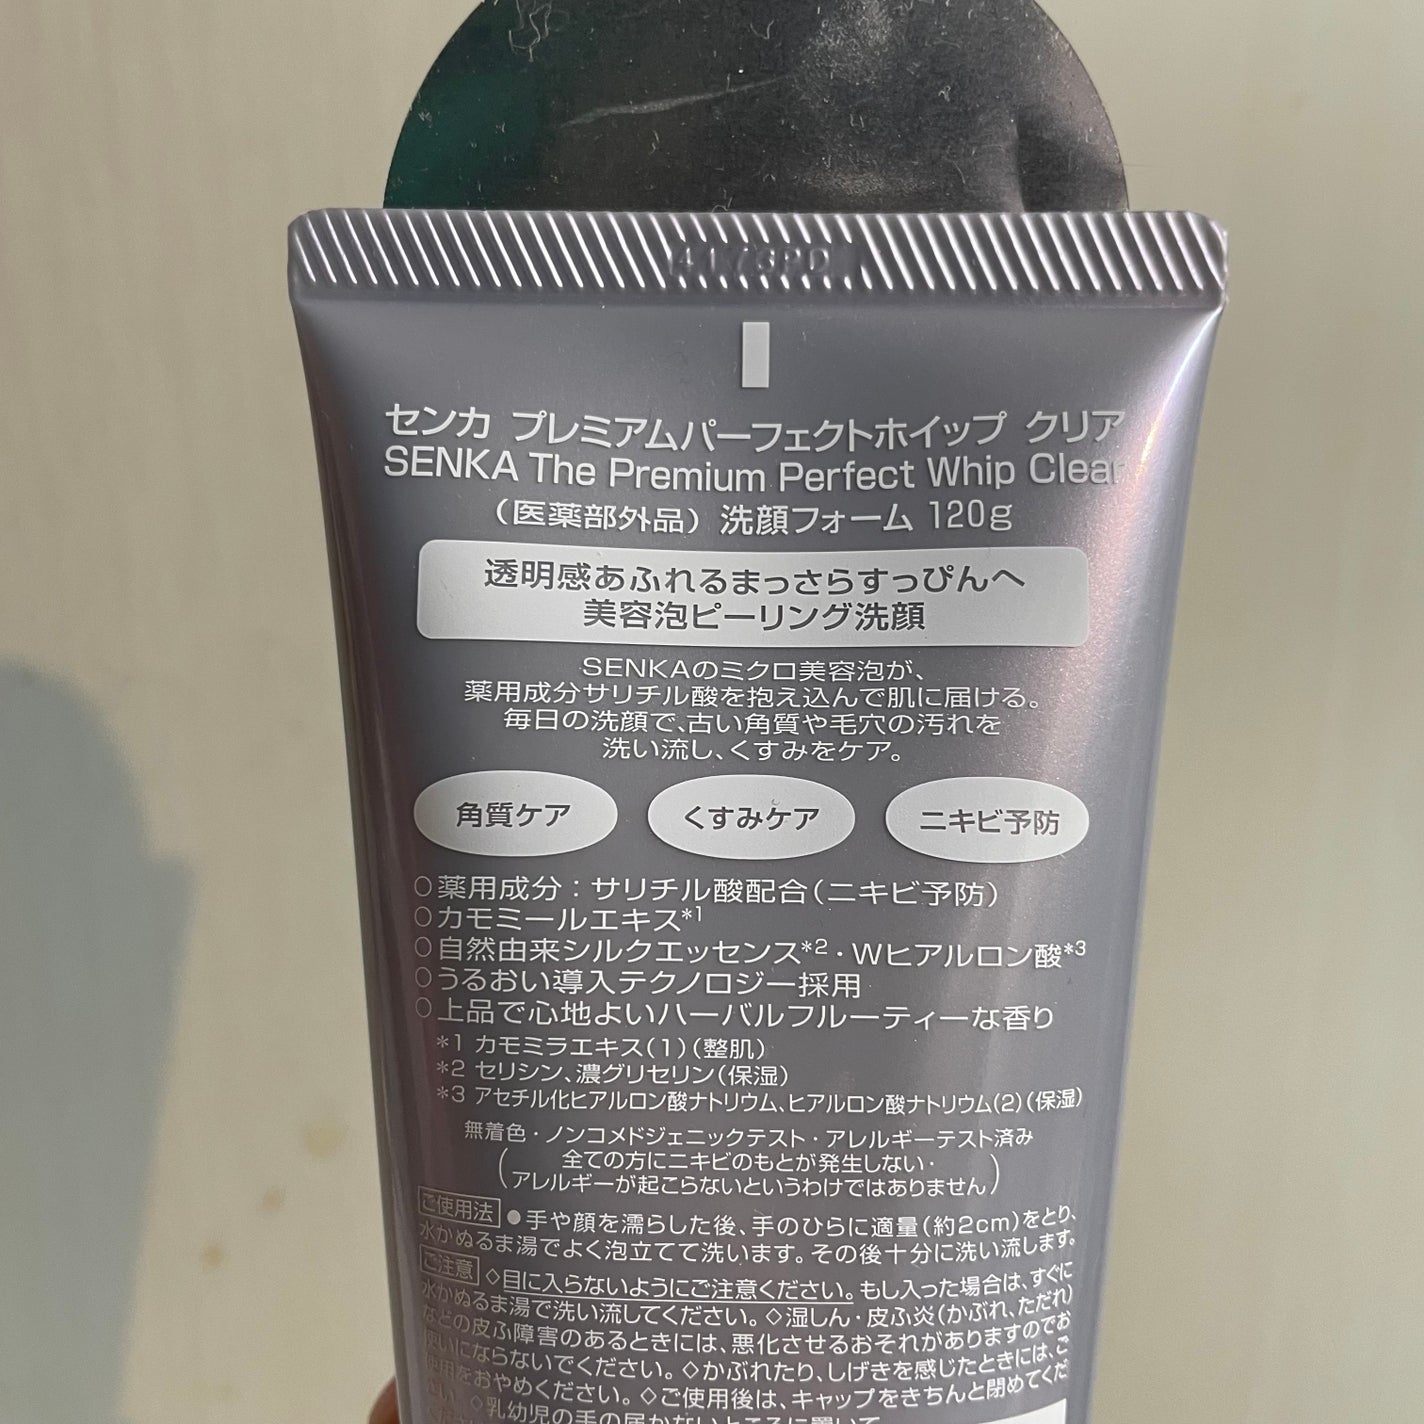 4173PD
センカ プレミアムパーフェクトホイップ クリア
SENKA The Premium Perfect Whip Clear
（医薬部外品） 洗顔フォーム 120g
透明感あふれるまっさらすっぴんへ
美容泡ピーリング洗顔
SENKAのミクロ美容泡が、
薬用成分サリチル酸を抱え込んで肌に届ける。
毎日の洗顔で、古い角質や毛穴の汚れを
洗い流し、くすみをケア。
角質ケア くすみケア ニキビ予防
○薬用成分：サリチル酸配合（ニキビ予防）
○カモミールエキス*1
○自然由来シルクエッセンス*2・Wヒアルロン酸*3
○うるおい導入テクノロジー採用
○上品で心地よいハーバルフルーティーな香り
*1 カモミラエキス（1）（整肌）
*2 セリシン、濃グリセリン（保湿）
*3 アセチル化ヒアルロン酸ナトリウム、ヒアルロン酸ナトリウム（2）（保湿）
無着色・ノンコメドジェニックテスト・アレルギーテスト済み
（全ての方にニキビのもとが発生しない・
アレルギーが起こらないというわけではありません）
ご使用法 ●手や顔を濡らした後、手のひらに適量（約2cm）をとり、
水かぬるま湯でよく泡立てて洗います。その後十分に洗い流します。
ご注意 ◇目に入らないようにご注意ください。もし入った場合は、すぐに
水かぬるま湯で洗い流してください。◇湿しん・皮ふ炎（かぶれ、ただれ）
などの皮ふ障害のあるときには、悪化させるおそれがありますのでお
使いにならないでください。◇かぶれたり、しげきを感じたときには、ご
使用をおやめください。◇ご使用後は、キャップをきちんと閉めてくだ
さい。◇乳幼児の手の届かないところに置いて